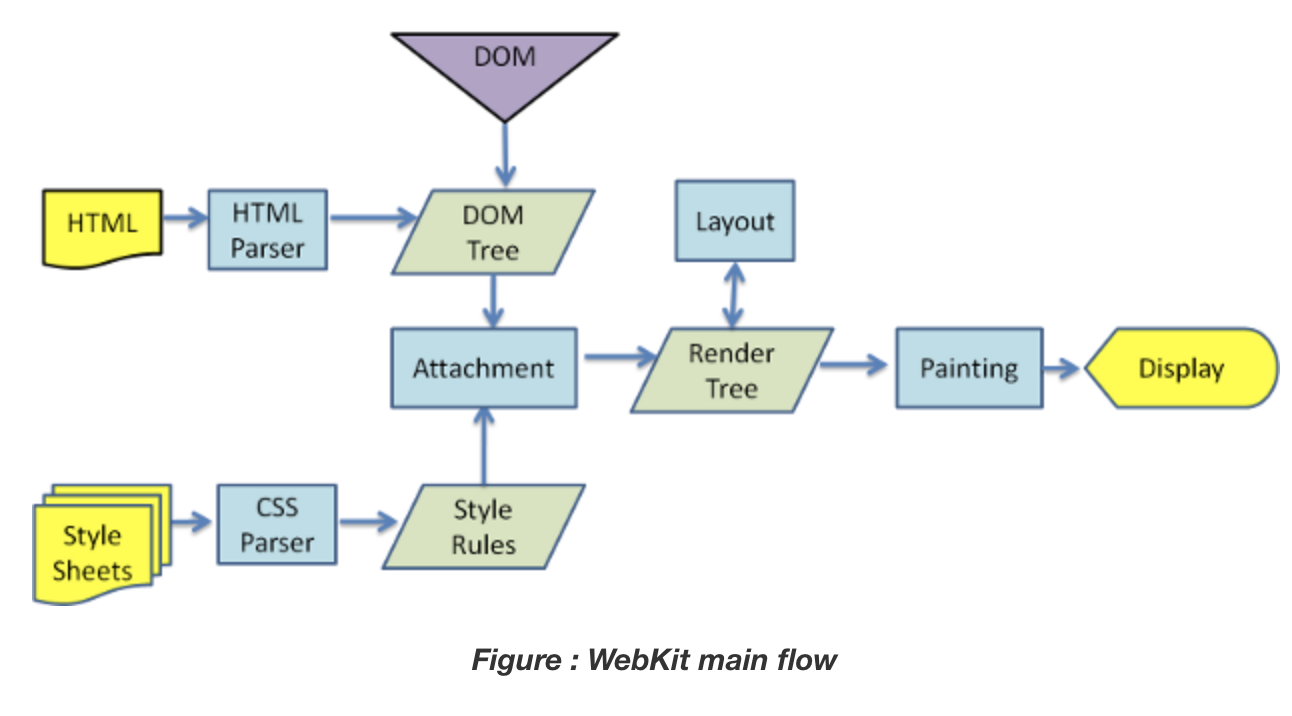 DOM
HTML
HTML
Parser
DOM
Tree
Layout
Attachment
Render
Tree
Painting
Display
Style
Sheets
CSS
Parser
Style
Rules
Figure : WebKit main flow